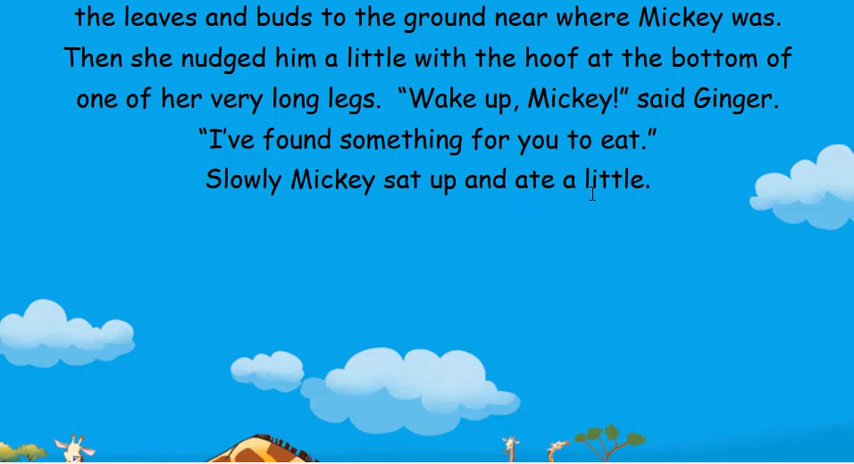 the leaves and buds to the ground near where Mickey was.
Then she nudged him a little with the hoof at the bottom of
one of her very long legs.  “Wake up, Mickey!” said Ginger.
“I’ve found something for you to eat.”
Slowly Mickey sat up and ate a little.